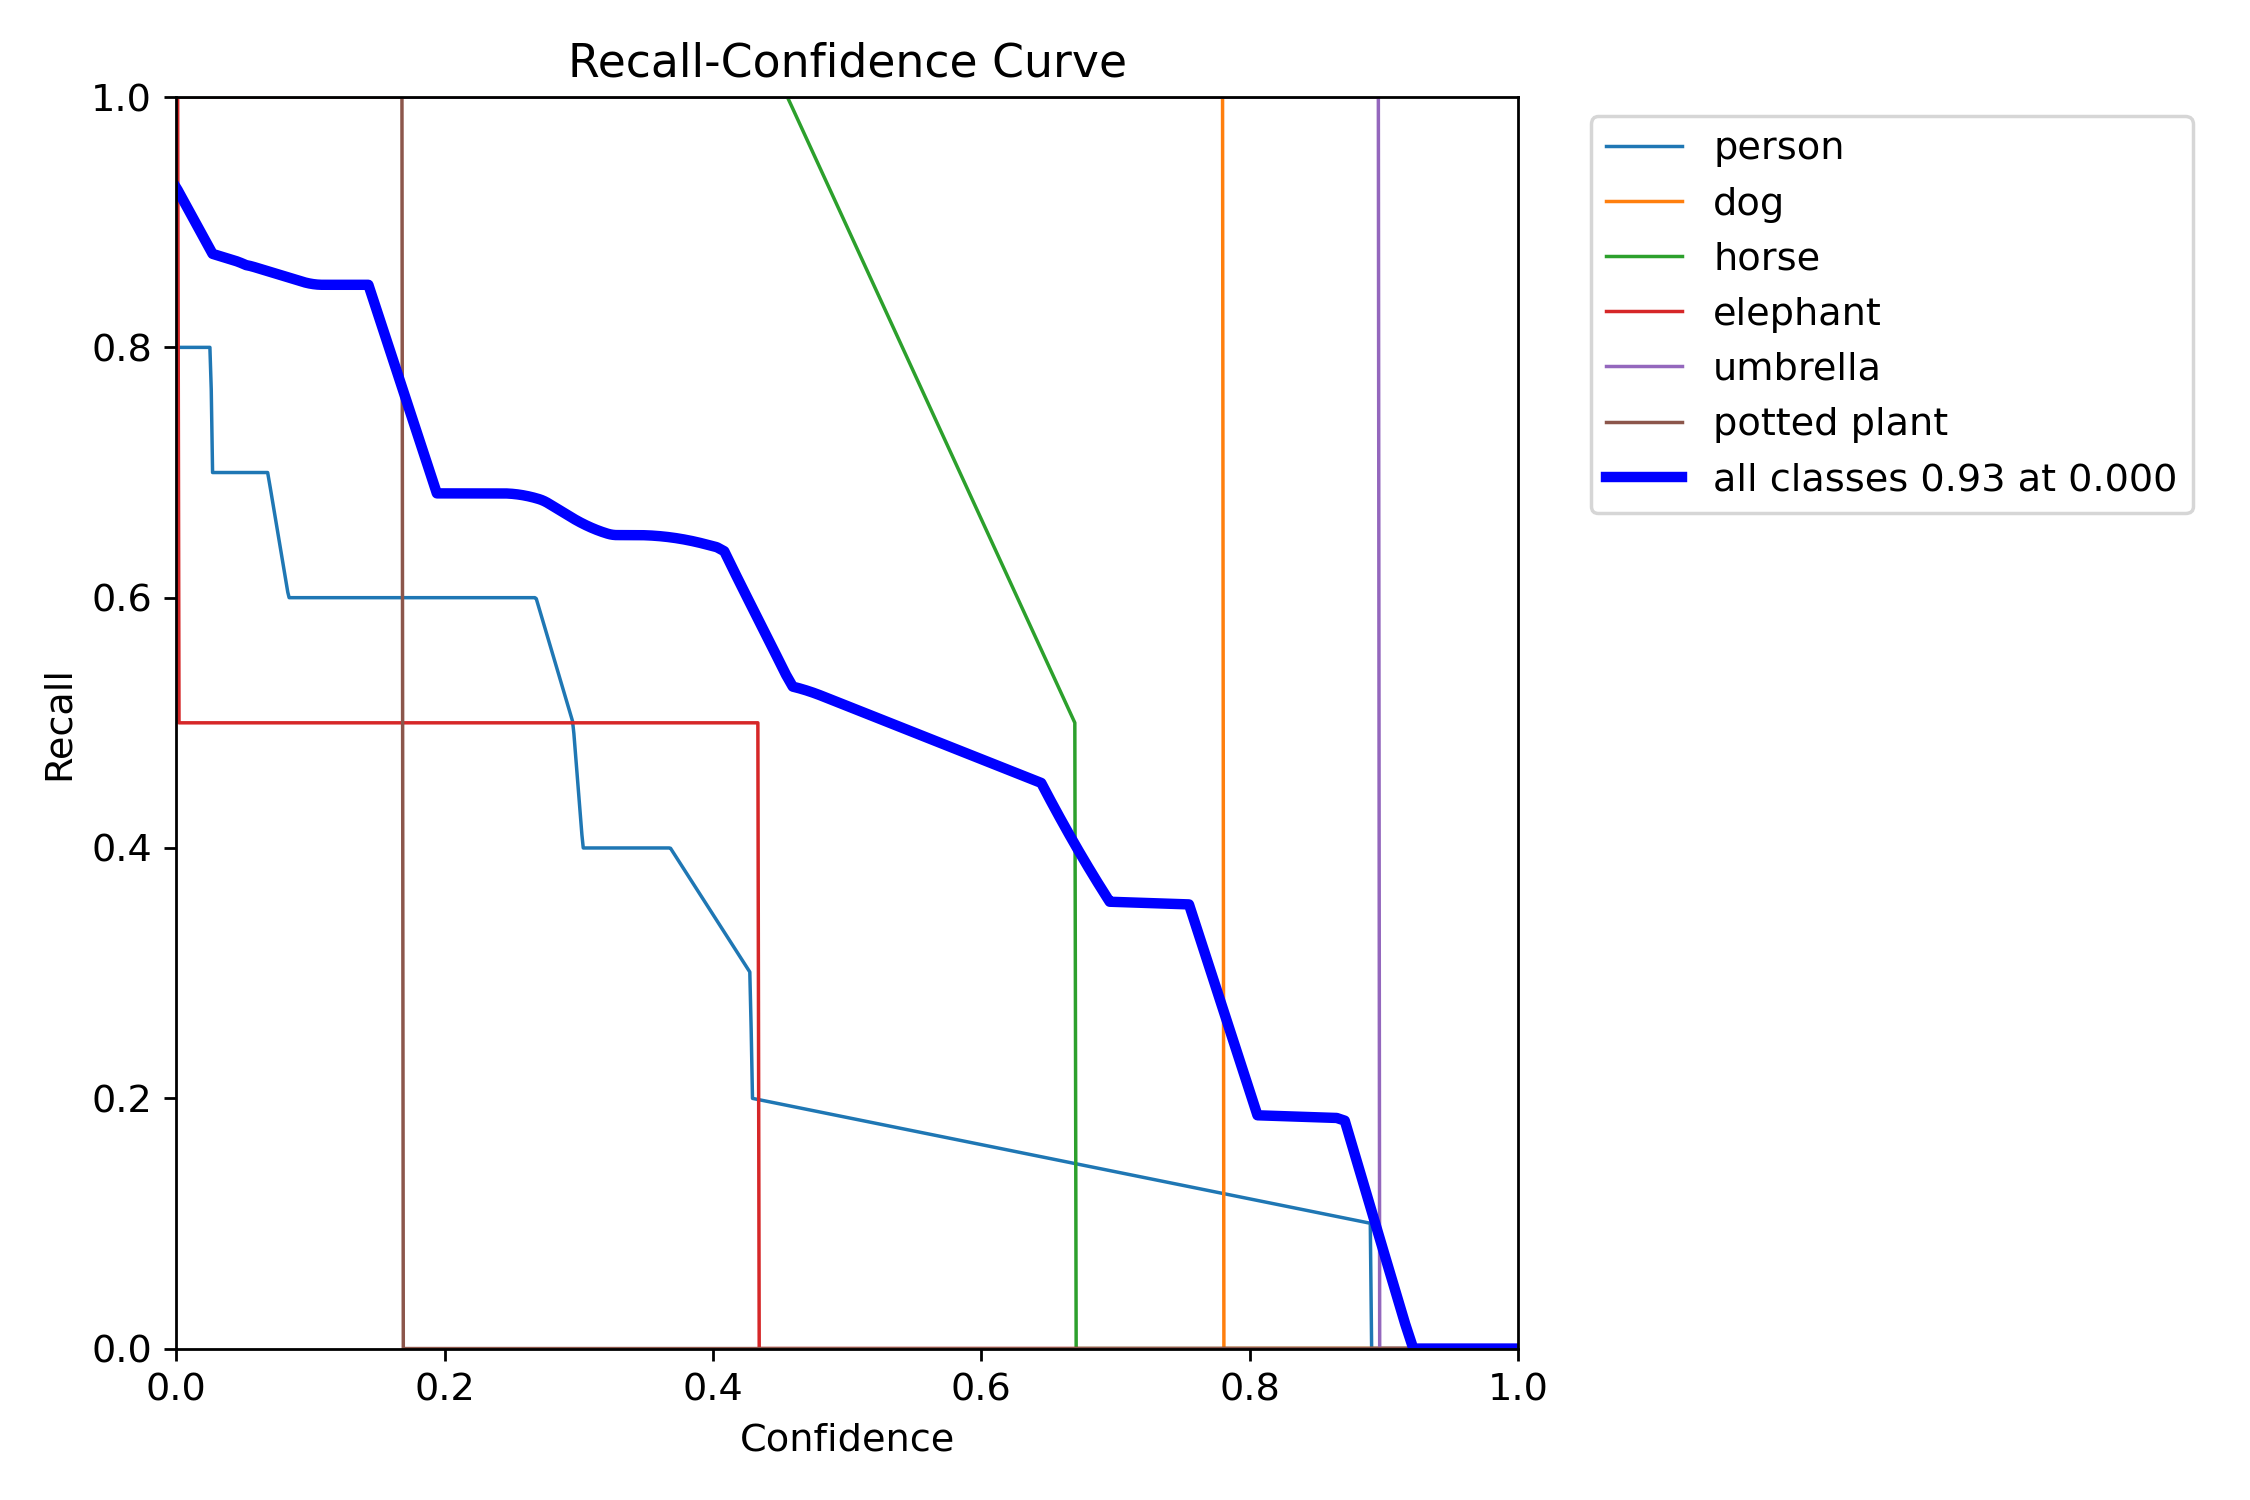 Recall-Confidence Curve
1.0
0.8
0.6
0.4
0.2
0.0
Recall
0.0 0.2 0.4 0.6 0.8 1.0
Confidence
person
dog
horse
elephant
umbrella
potted plant
all classes 0.93 at 0.000